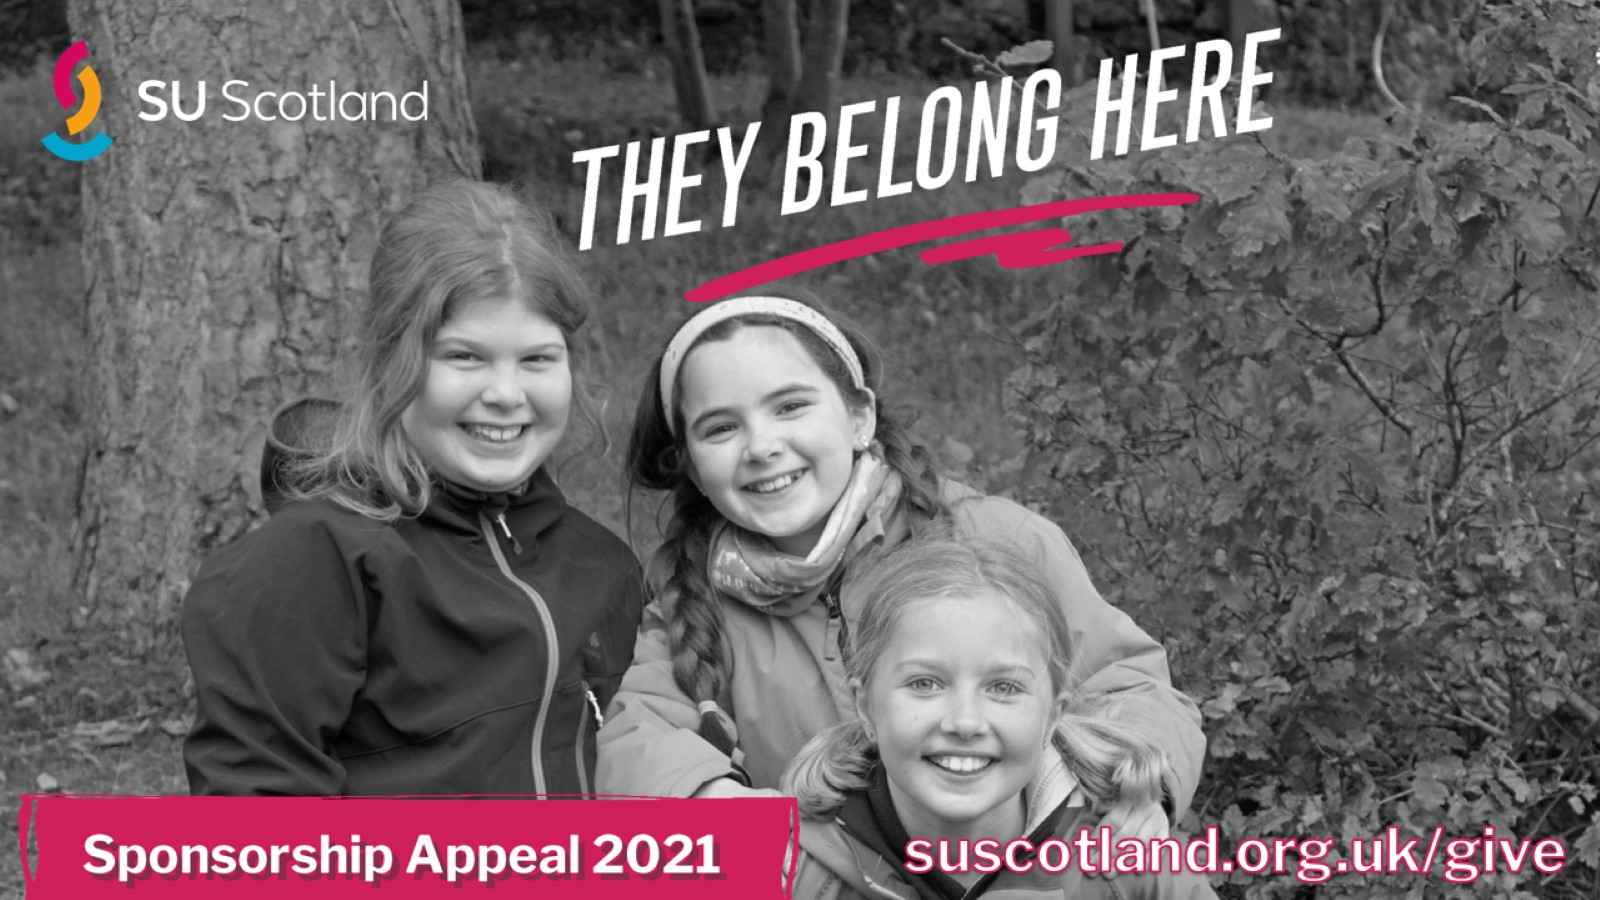 SU Scotland
THEY BELONG HERE
Sponsorship Appeal 2021
suscotland.org.uk/give